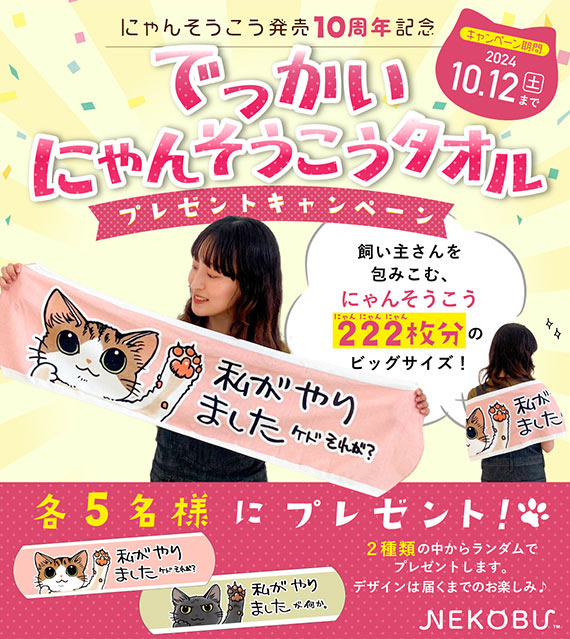 にゃんそうこう発売10周年記念
キャンペーン期間
2024
10.12土まで
でっかい
にゃんそうこうタオル
プレゼントキャンペーン
飼い主さんを
包みこむ、
にゃんそうこう
にゃん にゃん にゃん
222枚分の
ビッグサイズ！
私がやり
ました ケド それが？
私が
やり
ました
各5名様にプレゼント！
私がやり
ました ケド それが？
私がやり
ました が何か。
2種類の中からランダムで
プレゼントします。
デザインは届くまでのお楽しみ♪
NEKOBU™